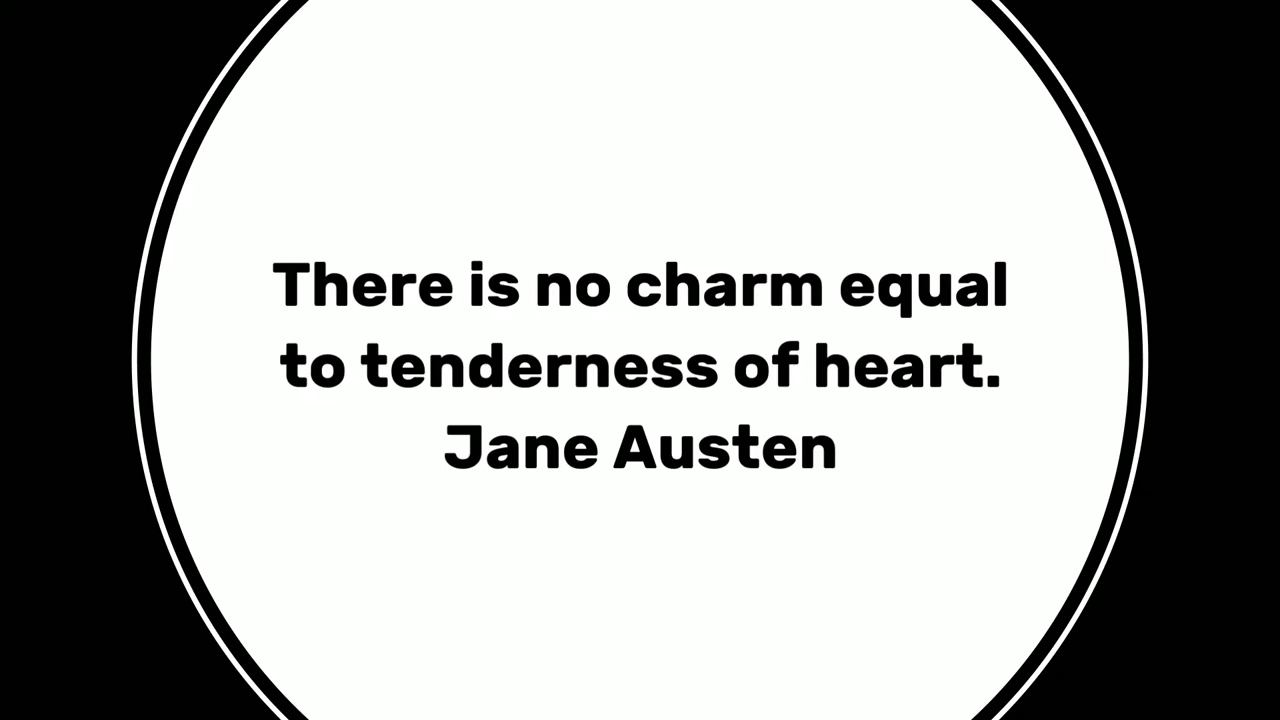 There is no charm equal
to tenderness of heart.
Jane Austen